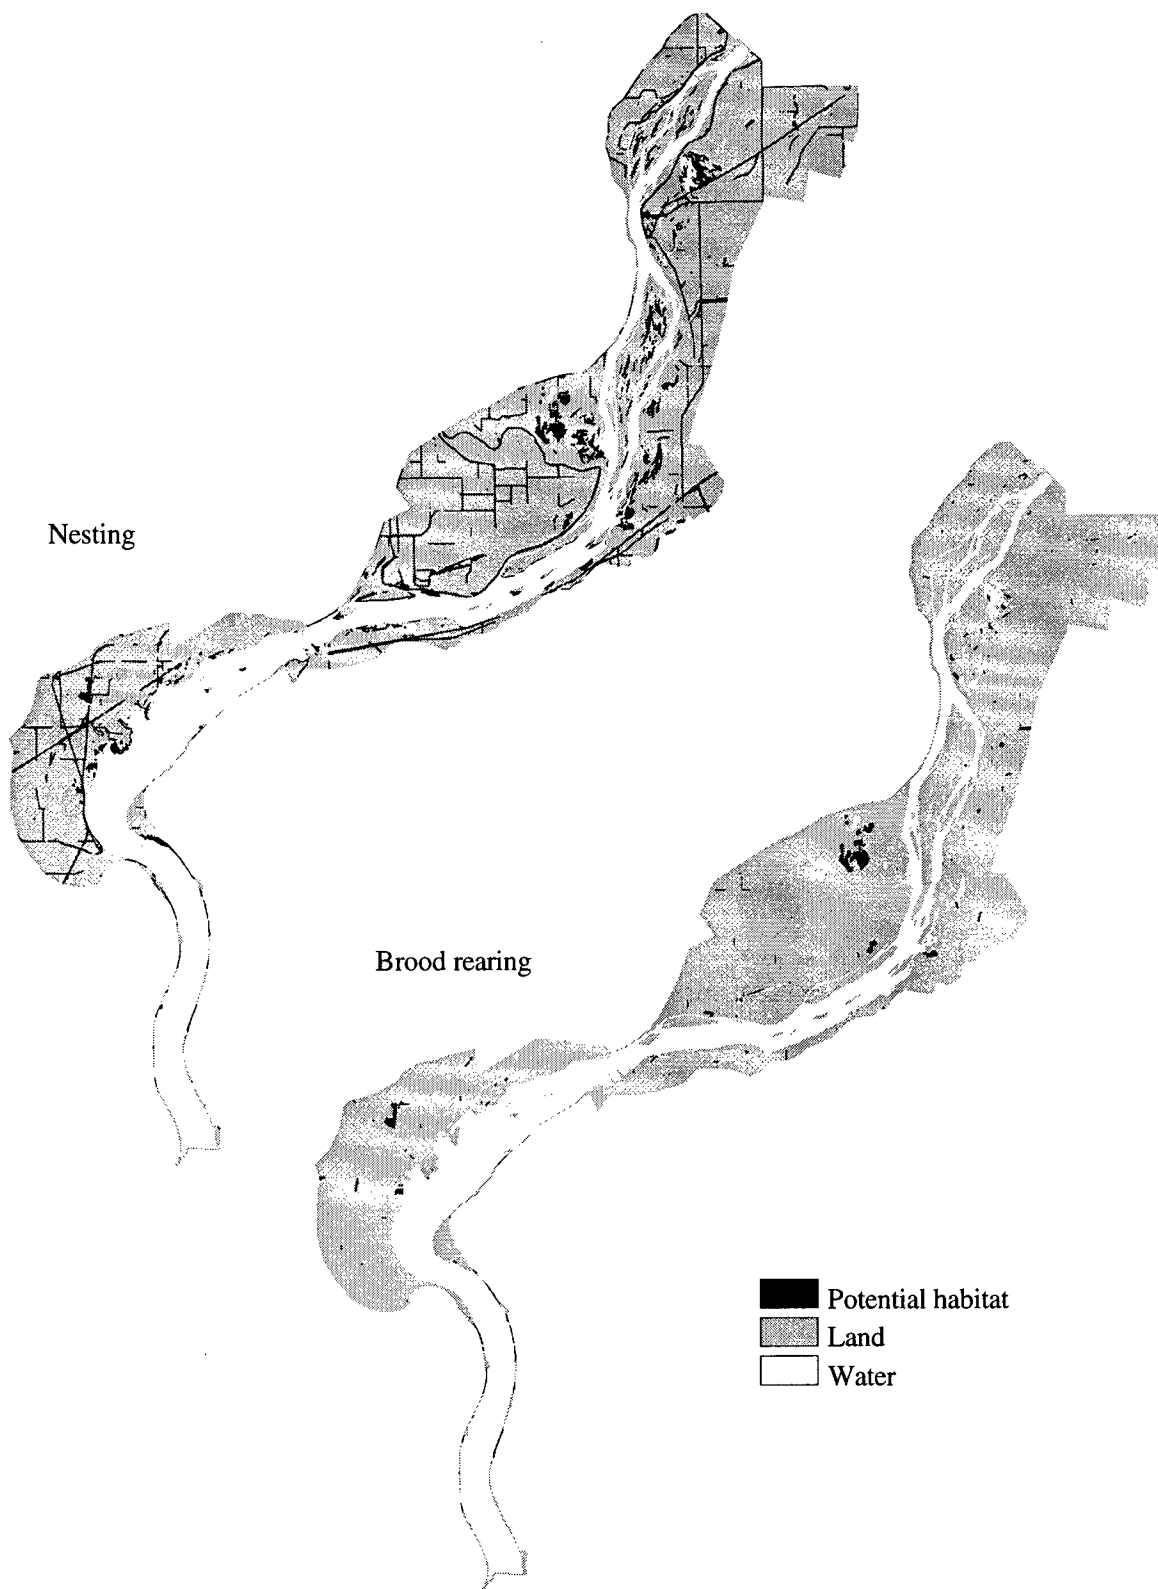 Nesting
Brood rearing
Potential habitat
Land
Water